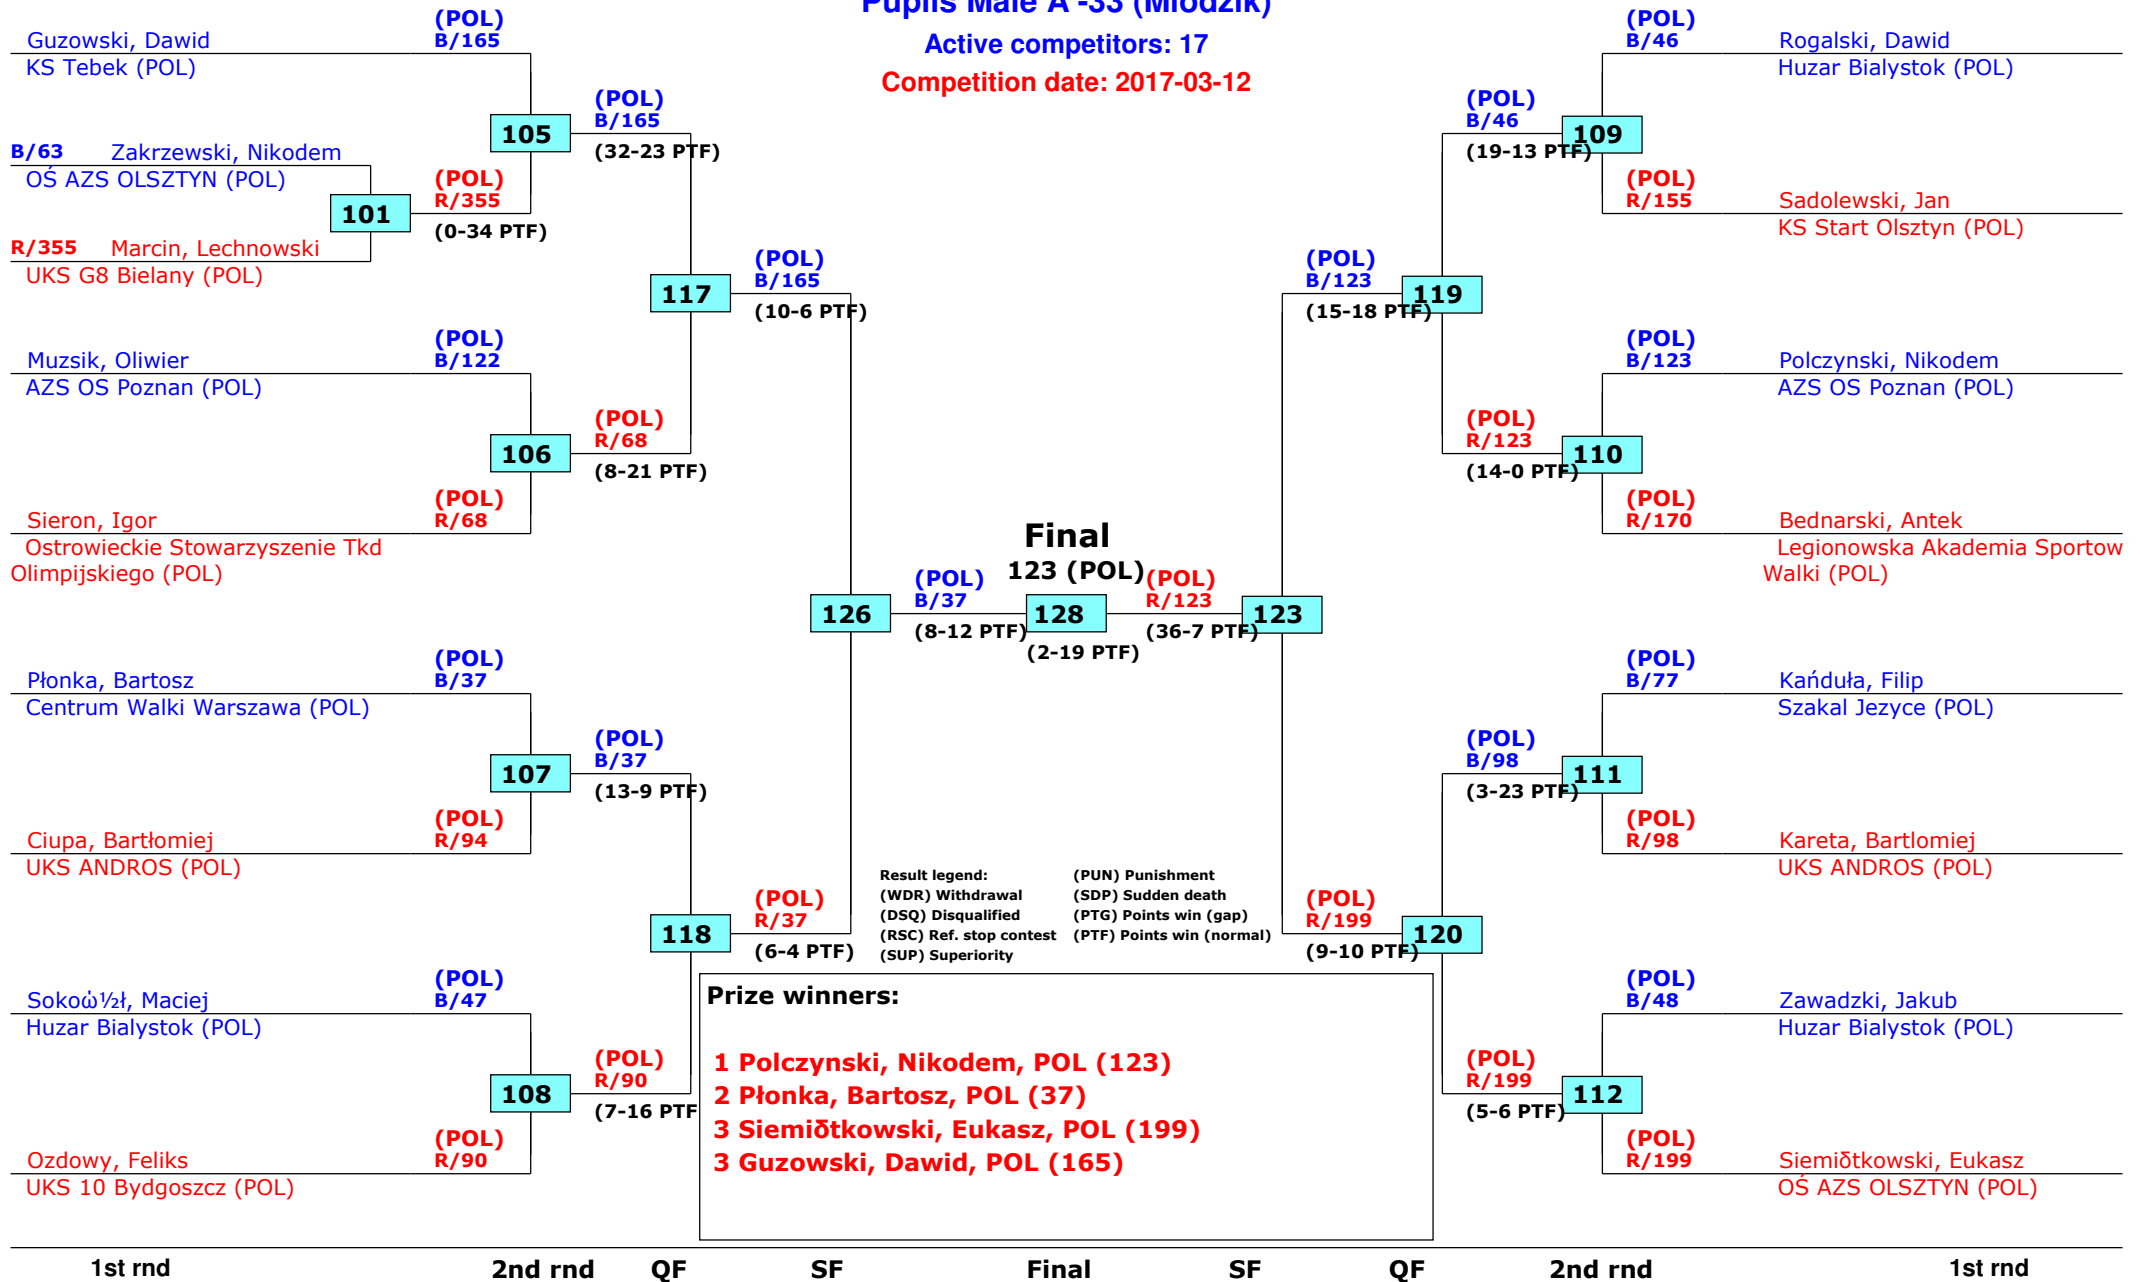 Pupils Male A -33 (Mlodzik)
Active competitors: 17
Competition date: 2017-03-12
Guzowski, Dawid
KS Tebek (POL)
(POL)
B/165
B/63 Zakrzewski, Nikodem
OŚ AZS OLSZTYN (POL)
101
R/355 Marcin, Lechnowski
UKS G8 Bielany (POL)
(POL)
R/355
(0-34 PTF)
105
(POL)
B/165
(32-23 PTF)
Muzsik, Oliwier
AZS OS Poznan (POL)
(POL)
B/122
106
Sieron, Igor
Ostrowieckie Stowarzyszenie Tkd
Olimpijskiego (POL)
(POL)
R/68
(POL)
R/68
(8-21 PTF)
117
(POL)
B/165
(10-6 PTF)
Płonka, Bartosz
Centrum Walki Warszawa (POL)
(POL)
B/37
107
Ciupa, Bartłomiej
UKS ANDROS (POL)
(POL)
R/94
(POL)
B/37
(13-9 PTF)
Sokoὠ½ł, Maciej
Huzar Bialystok (POL)
(POL)
B/47
108
Ozdowy, Feliks
UKS 10 Bydgoszcz (POL)
(POL)
R/90
(POL)
R/90
(7-16 PTF
118
(POL)
R/37
(6-4 PTF)
126
(POL)
B/37
(8-12 PTF)
Final
123 (POL)
128
(2-19 PTF)
(POL)
R/123
(36-7 PTF)
123
(POL)
B/123
(15-18 PTF)
119
(POL)
B/46
(19-13 PTF)
109
(POL)
B/46
Rogalski, Dawid
Huzar Bialystok (POL)
(POL)
R/155
Sadolewski, Jan
KS Start Olsztyn (POL)
(POL)
R/123
(14-0 PTF)
110
(POL)
B/123
Polczynski, Nikodem
AZS OS Poznan (POL)
(POL)
R/170
Bednarski, Antek
Legionowska Akademia Sportow
Walki (POL)
(POL)
R/199
(9-10 PTF)
120
(POL)
B/98
(3-23 PTF)
111
(POL)
B/77
Kańduła, Filip
Szakal Jezyce (POL)
(POL)
R/98
Kareta, Bartlomiej
UKS ANDROS (POL)
(POL)
R/199
(5-6 PTF)
112
(POL)
B/48
Zawadzki, Jakub
Huzar Bialystok (POL)
(POL)
R/199
Siemiðtkowski, Eukasz
OŚ AZS OLSZTYN (POL)
Result legend:
(WDR) Withdrawal
(DSQ) Disqualified
(RSC) Ref. stop contest
(SUP) Superiority
(PUN) Punishment
(SDP) Sudden death
(PTG) Points win (gap)
(PTF) Points win (normal)
Prize winners:
1 Polczynski, Nikodem, POL (123)
2 Płonka, Bartosz, POL (37)
3 Siemiðtkowski, Eukasz, POL (199)
3 Guzowski, Dawid, POL (165)
1st rnd 2nd rnd QF SF Final SF QF 2nd rnd 1st rnd